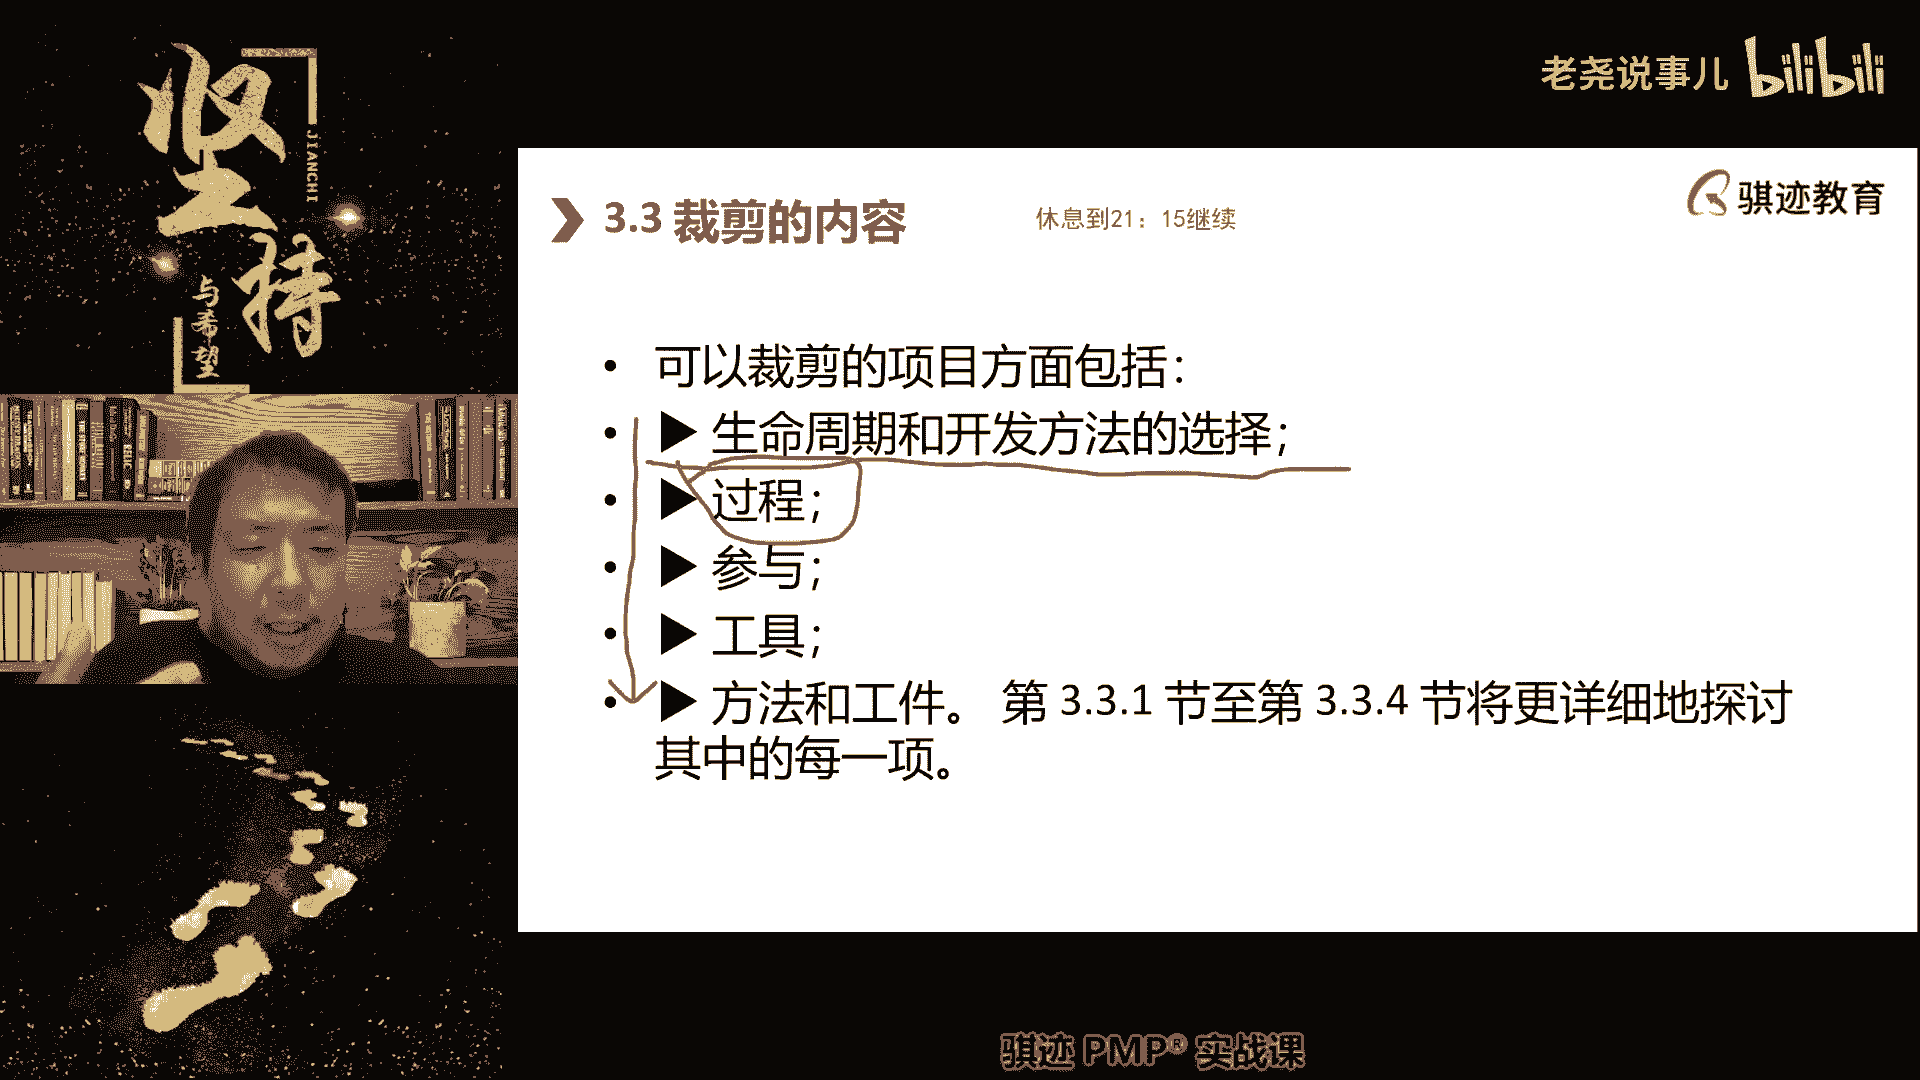 坚持
JIANCHI
与希望
老尧说事儿 bilibili
骐迹教育
3.3 裁剪的内容
休息到21：15继续
• 可以裁剪的项目方面包括：
• ▶ 生命周期和开发方法的选择；
• ▶ 过程；
• ▶ 参与；
• ▶ 工具；
• ▶ 方法和工件。 第 3.3.1 节至第 3.3.4 节将更详细地探讨
其中的每一项。
骐迹 PMP® 实战课